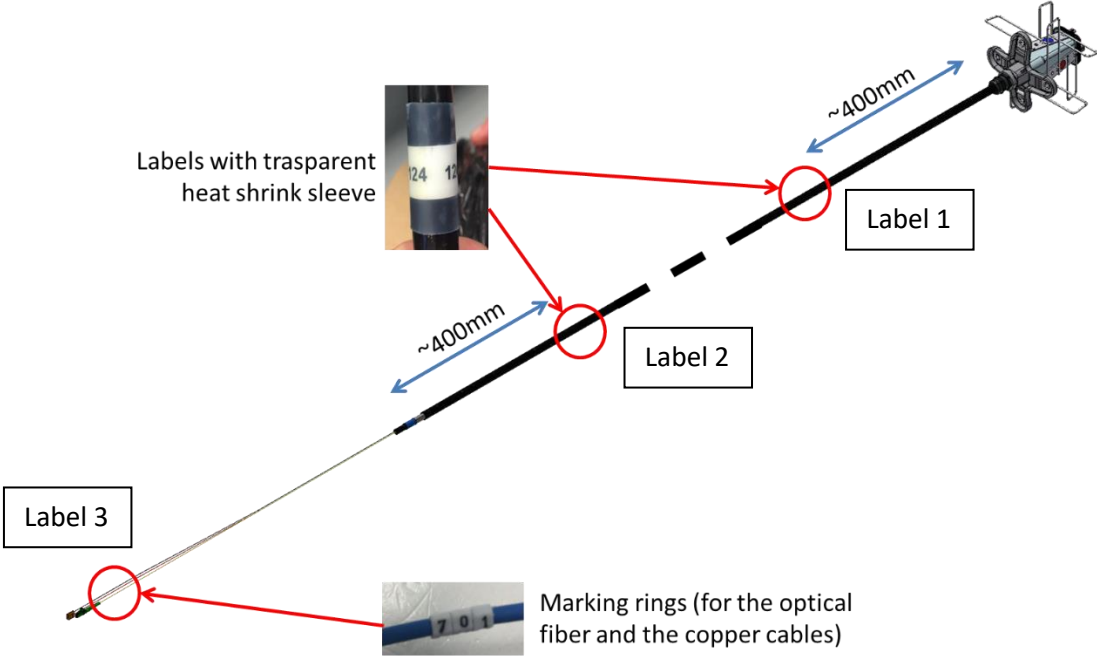 ~400mm
Labels with trasparent
heat shrink sleeve
124 12
Label 1
~400mm
Label 2
Label 3
7 0 1
Marking rings (for the optical
fiber and the copper cables)